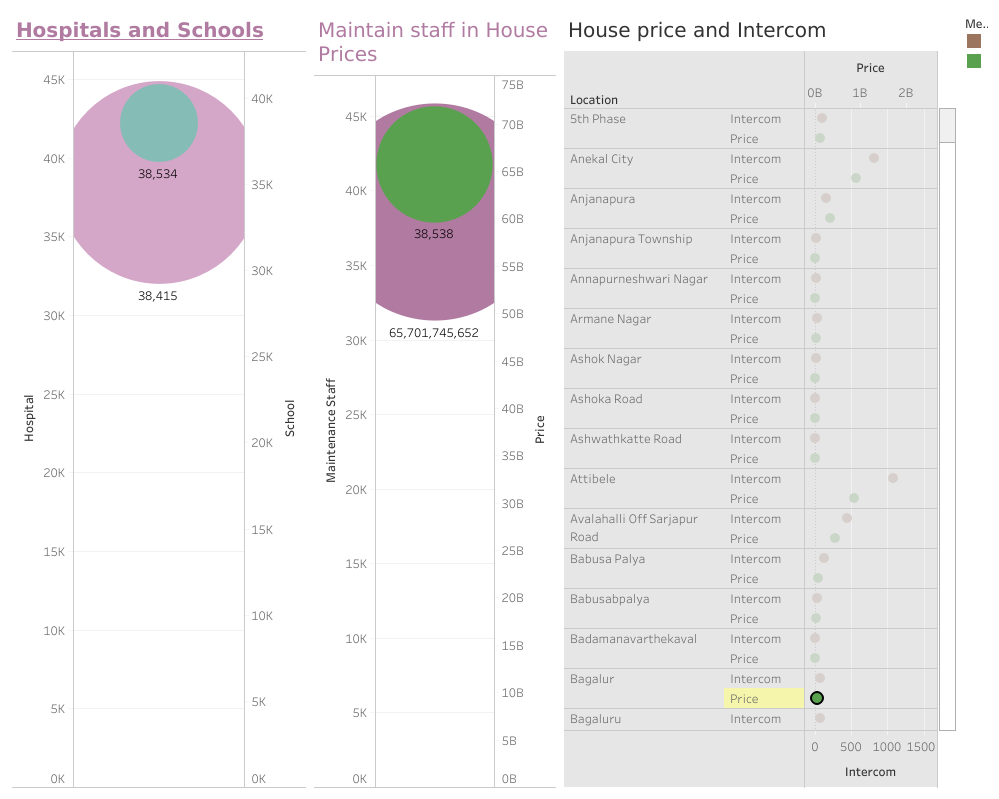 Hospitals and Schools
45K
40K
35K
30K
25K
20K
15K
10K
5K
0K
Hospital
38,534
38,415
40K
35K
30K
25K
20K
15K
10K
5K
0K
School
Maintain staff in House
Prices
45K
40K
35K
30K
25K
20K
15K
10K
5K
0K
Maintenance Staff
38,538
65,701,745,652
75B
70B
65B
60B
55B
50B
45B
40B
35B
30B
25B
20B
15B
10B
5B
0B
Price
House price and Intercom
Price
Location
0B 1B 2B
5th Phase Intercom
Price
Anekal City Intercom
Price
Anjanapura Intercom
Price
Anjanapura Township Intercom
Price
Annapurneshwari Nagar Intercom
Price
Armane Nagar Intercom
Price
Ashok Nagar Intercom
Price
Ashoka Road Intercom
Price
Ashwathkatte Road Intercom
Price
Attibele Intercom
Price
Avalahalli Off Sarjapur Intercom
Road Price
Babusa Palya Intercom
Price
Babusabpalya Intercom
Price
Badamanavarthekaval Intercom
Price
Bagalur Intercom
Price
Bagaluru Intercom
0 500 1000 1500
Intercom
Me..